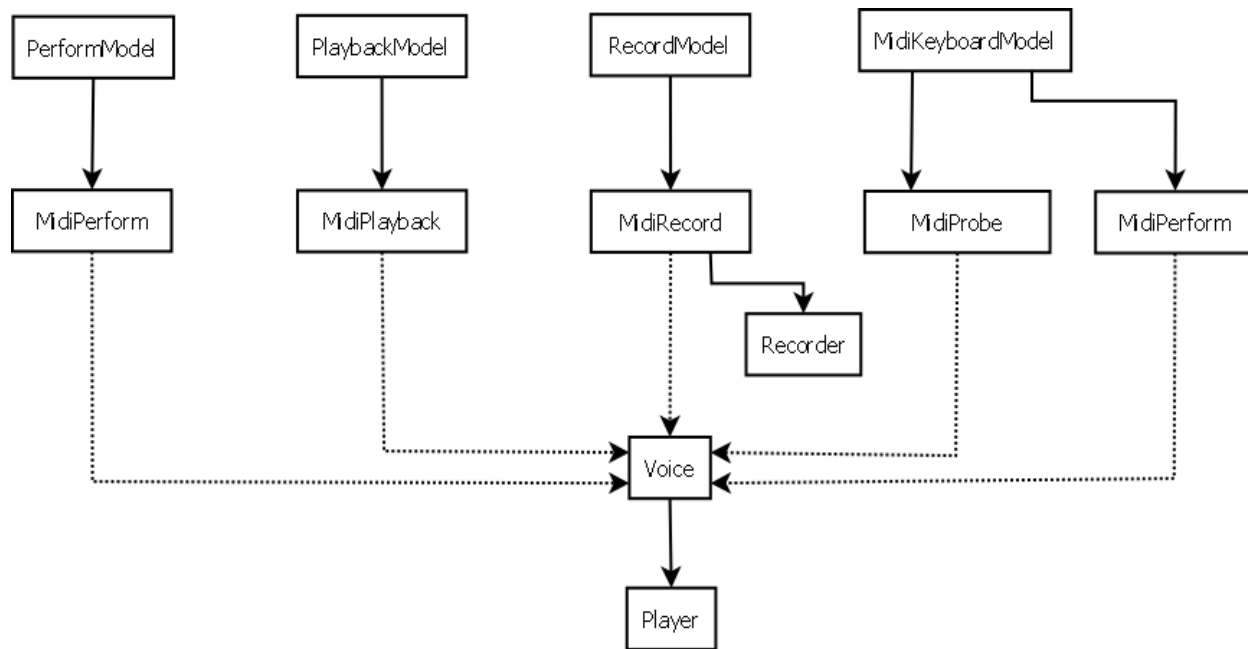 PerformModel
PlaybackModel
RecordModel
MidiKeyboardModel
MidiPerform
MidiPlayback
MidiRecord
MidiProbe
MidiPerform
Recorder
Voice
Player